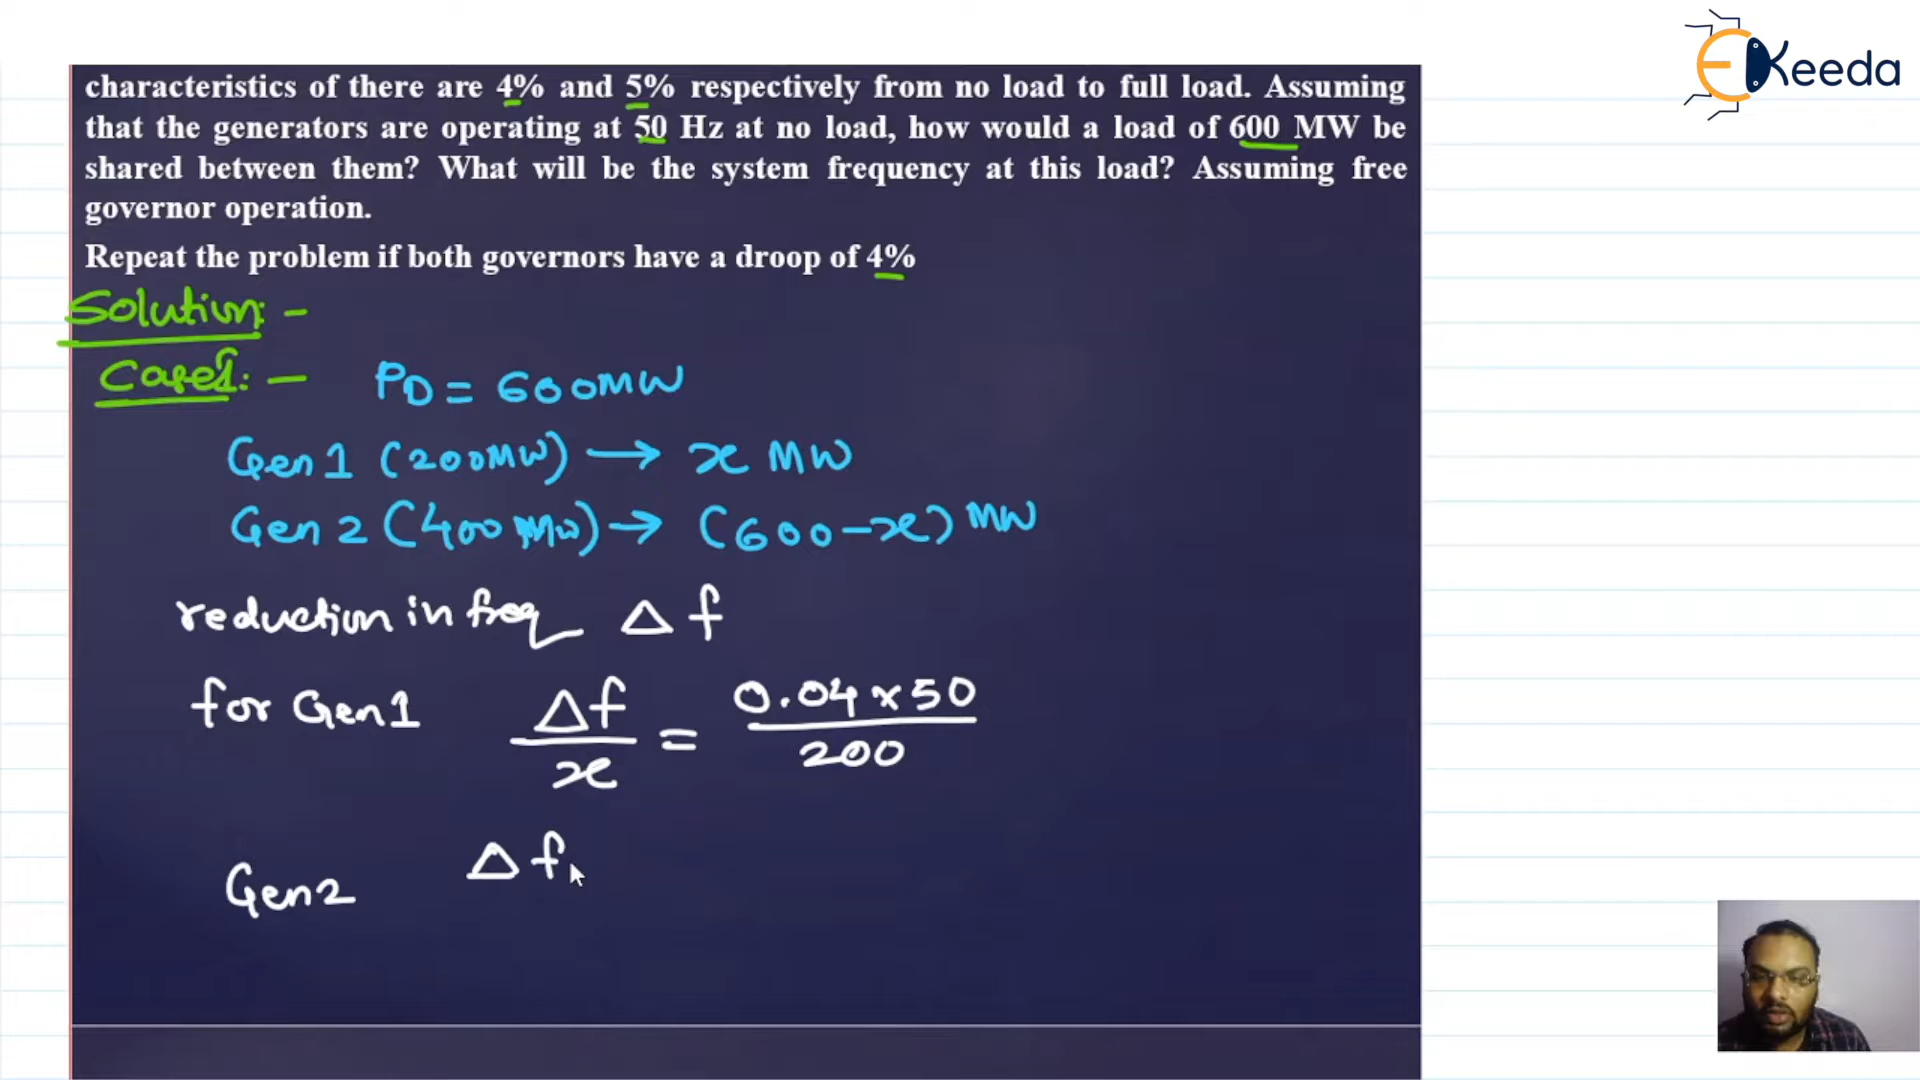 Keeda
characteristics of there are 4% and 5% respectively from no load to full load. Assuming
that the generators are operating at 50 Hz at no load, how would a load of 600 MW be
shared between them? What will be the system frequency at this load? Assuming free
governor operation.
Repeat the problem if both governors have a droop of 4%
Solution: -
Case1: -
PD = 600MW
Gen1 (200MW) → x MW
Gen 2 (400 MW) → (600-x) MW
reduction in freq Δf
for Gen1 Δf/x = 0.04×50/200
Gen2 Δf